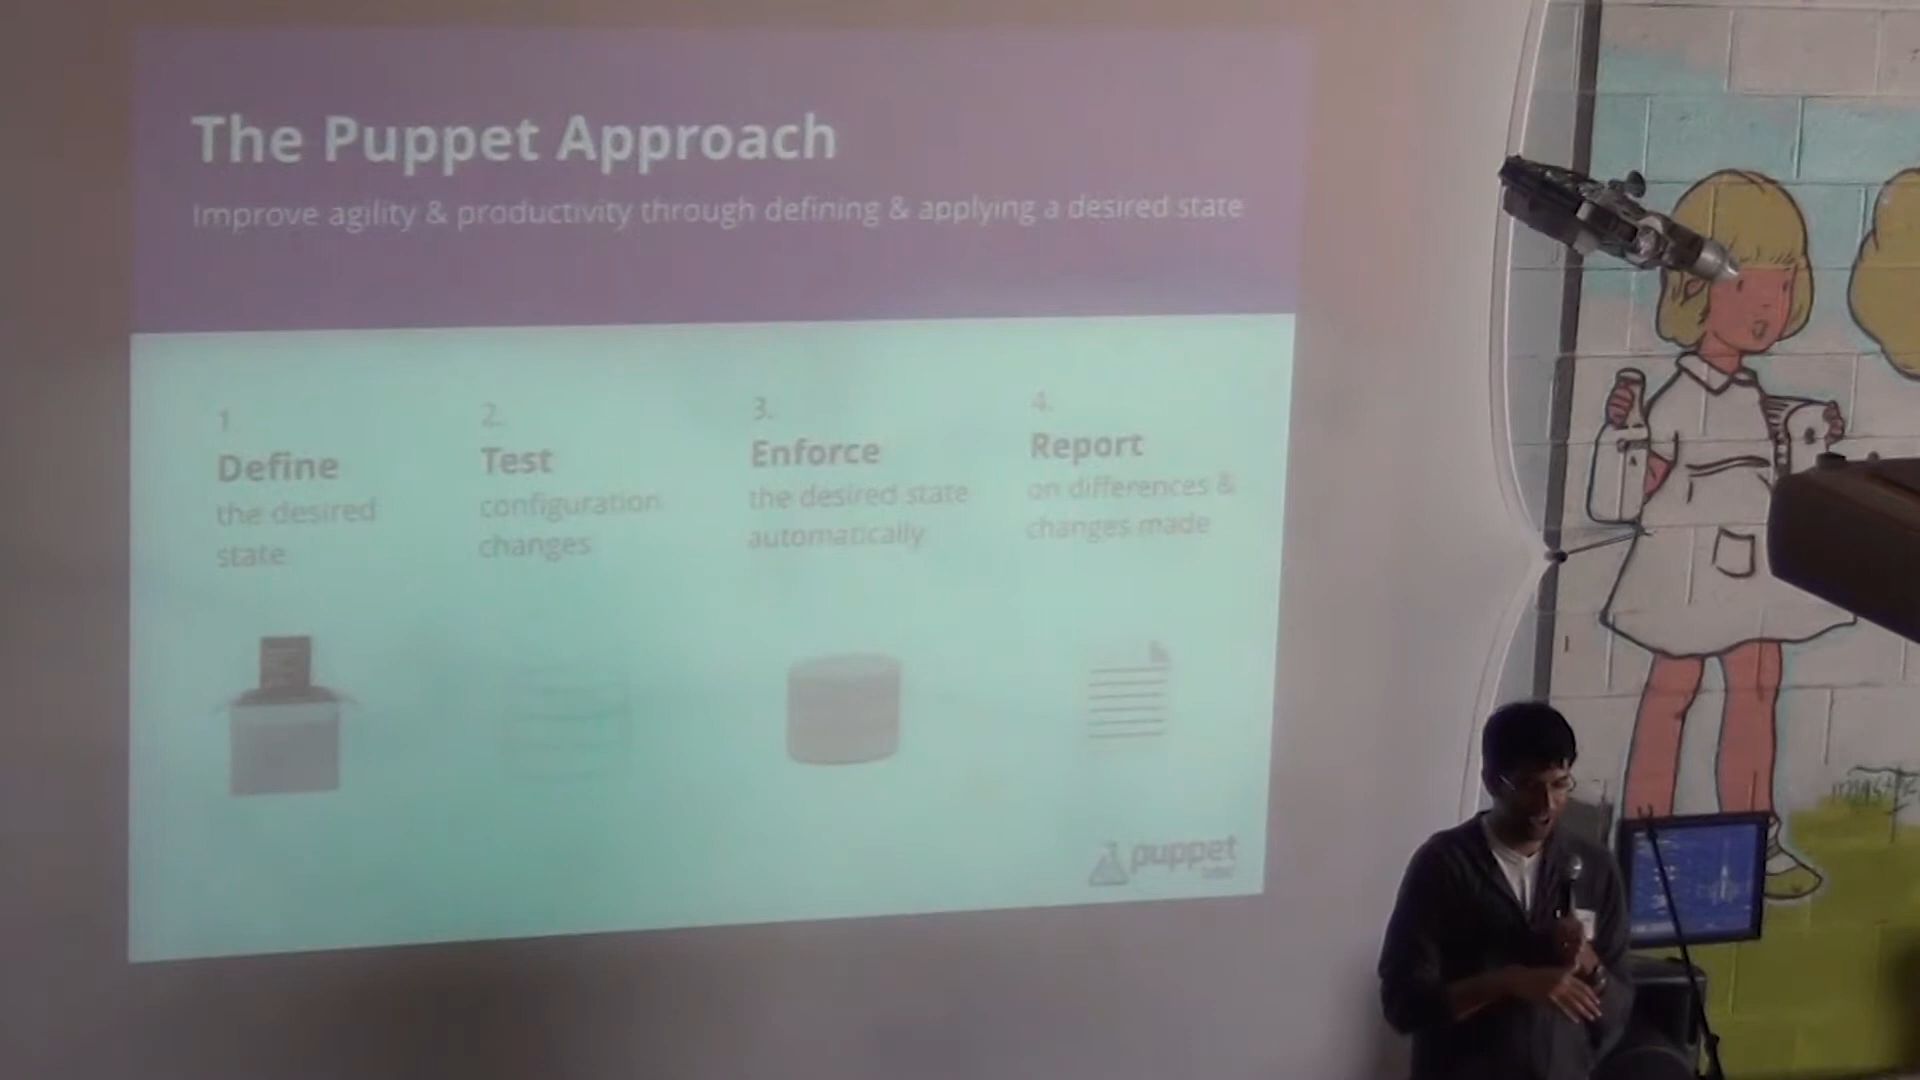 The Puppet Approach
Improve agility & productivity through defining & applying a desired state
1.
Define
the desired
state
2.
Test
configuration
changes
3.
Enforce
the desired state
automatically
4.
Report
on differences &
changes made
puppet
labs